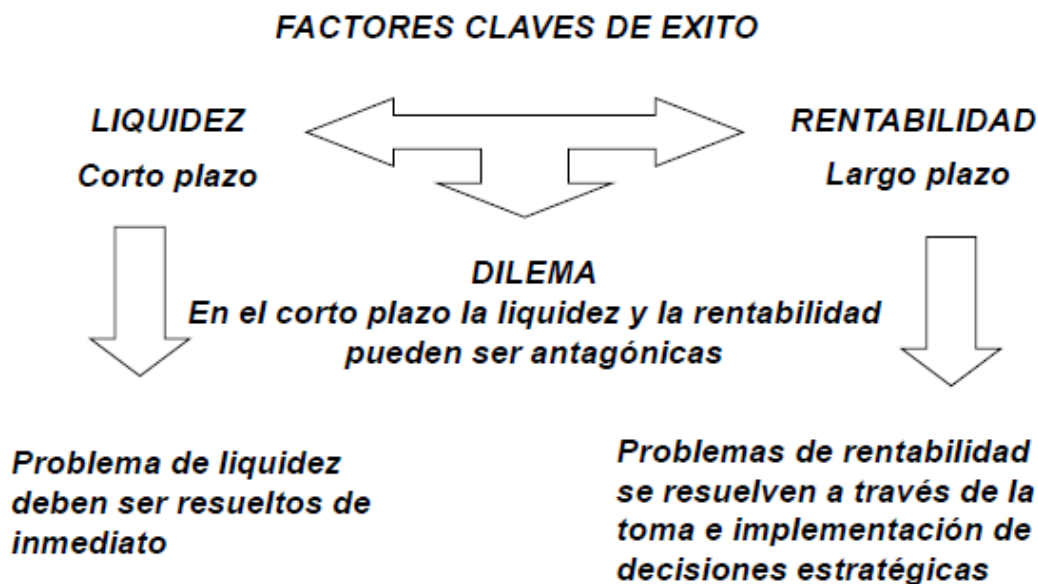 FACTORES CLAVES DE EXITO
LIQUIDEZ
Corto plazo
RENTABILIDAD
Largo plazo
DILEMA
En el corto plazo la liquidez y la rentabilidad
pueden ser antagónicas
Problema de liquidez
deben ser resueltos de
inmediato
Problemas de rentabilidad
se resuelven a través de la
toma e implementación de
decisiones estratégicas